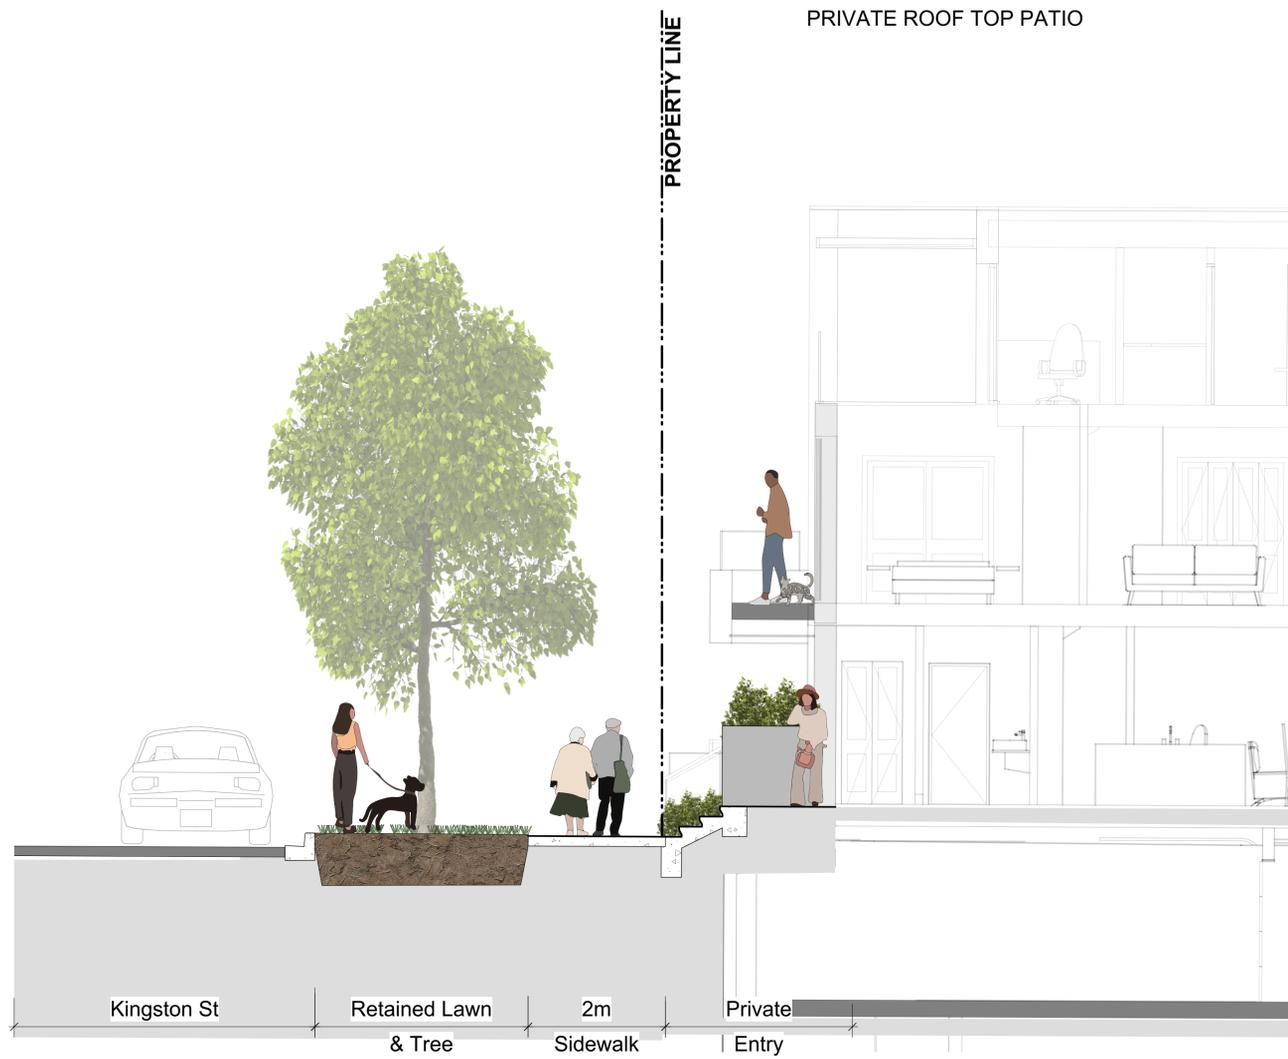 PRIVATE ROOF TOP PATIO
PROPERTY LINE
Kingston St
Retained Lawn
& Tree
2m
Sidewalk
Private
Entry